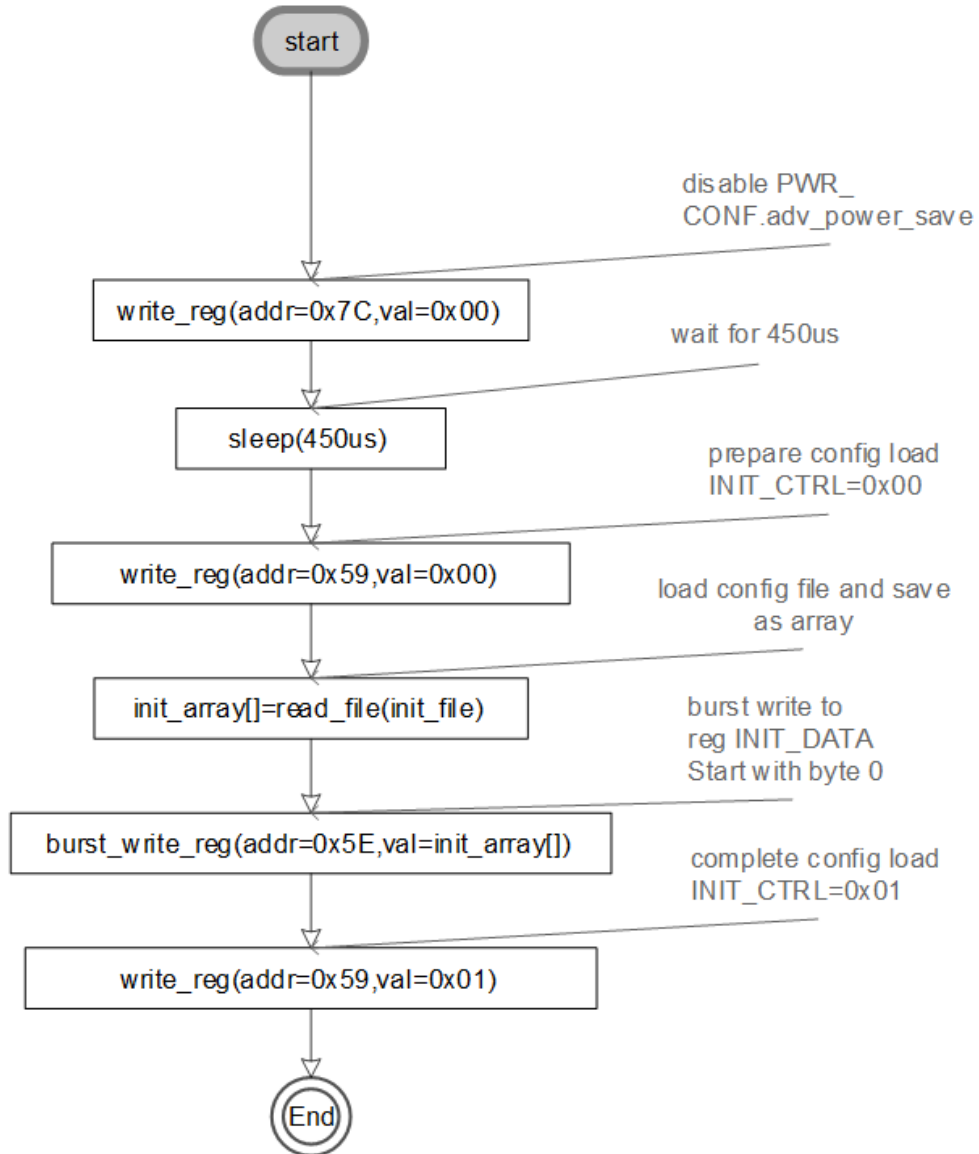 start
disable PWR_
CONF.adv_power_save
write_reg(addr=0x7C,val=0x00)
wait for 450us
sleep(450us)
prepare config load
INIT_CTRL=0x00
write_reg(addr=0x59,val=0x00)
load config file and save
as array
init_array[]=read_file(init_file)
burst write to
reg INIT_DATA
Start with byte 0
burst_write_reg(addr=0x5E,val=init_array[])
complete config load
INIT_CTRL=0x01
write_reg(addr=0x59,val=0x01)
End